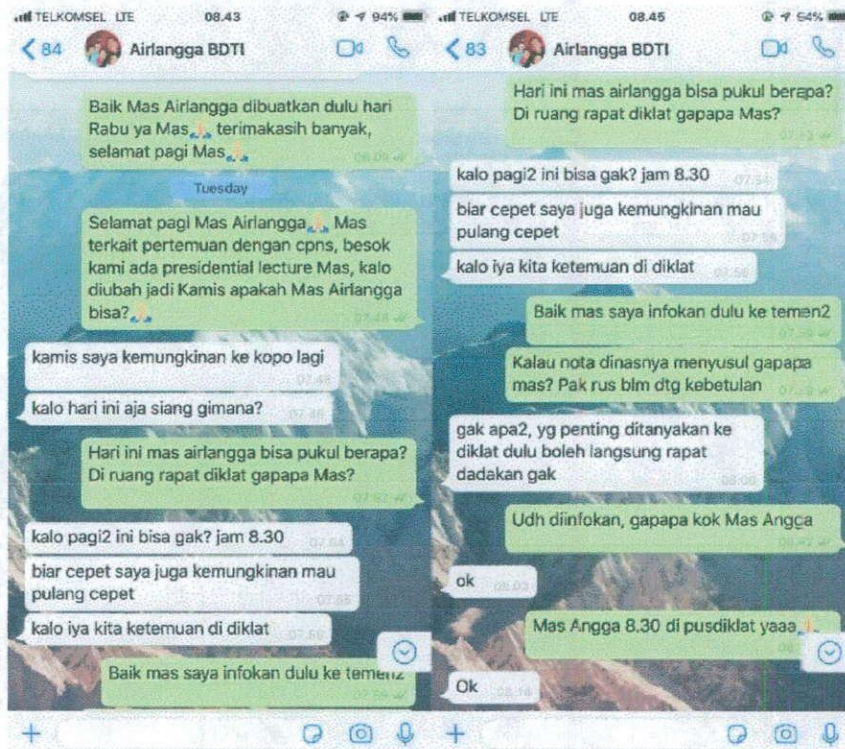 TELKOMSEL LTE 08.43 94%
84 Airlangga BDTI
Baik Mas Airlangga dibuatkan dulu hari
Rabu ya Mas🙏 terimakasih banyak,
selamat pagi Mas🙏
Tuesday
Selamat pagi Mas Airlangga🙏 Mas
terkait pertemuan dengan cpns, besok
kami ada presidential lecture Mas, kalo
diubah jadi Kamis apakah Mas Airlangga
bisa?🙏
07.48
kamis saya kemungkinan ke kopo lagi
07.48
kalo hari ini aja siang gimana?
Hari ini mas airlangga bisa pukul berapa?
Di ruang rapat diklat gapapa Mas?
kalo pagi2 ini bisa gak? jam 8.30
biar cepet saya juga kemungkinan mau
pulang cepet
kalo iya kita ketemuan di diklat
Baik mas saya infokan dulu ke temen2
TELKOMSEL LTE 08.45
83 Airlangga BDTI
Hari ini mas airlangga bisa pukul berapa?
Di ruang rapat diklat gapapa Mas?
kalo pagi2 ini bisa gak? jam 8.30
biar cepet saya juga kemungkinan mau
pulang cepet
kalo iya kita ketemuan di diklat
Baik mas saya infokan dulu ke temen2
Kalau nota dinasnya menyusul gapapa
mas? Pak rus blm dtg kebetulan
gak apa2, yg penting ditanyakan ke
diklat dulu boleh langsung rapat
dadakan gak
Udh diinfokan, gapapa kok Mas Angga
ok
Mas Angga 8.30 di pusdiklat yaaa🙏
Ok